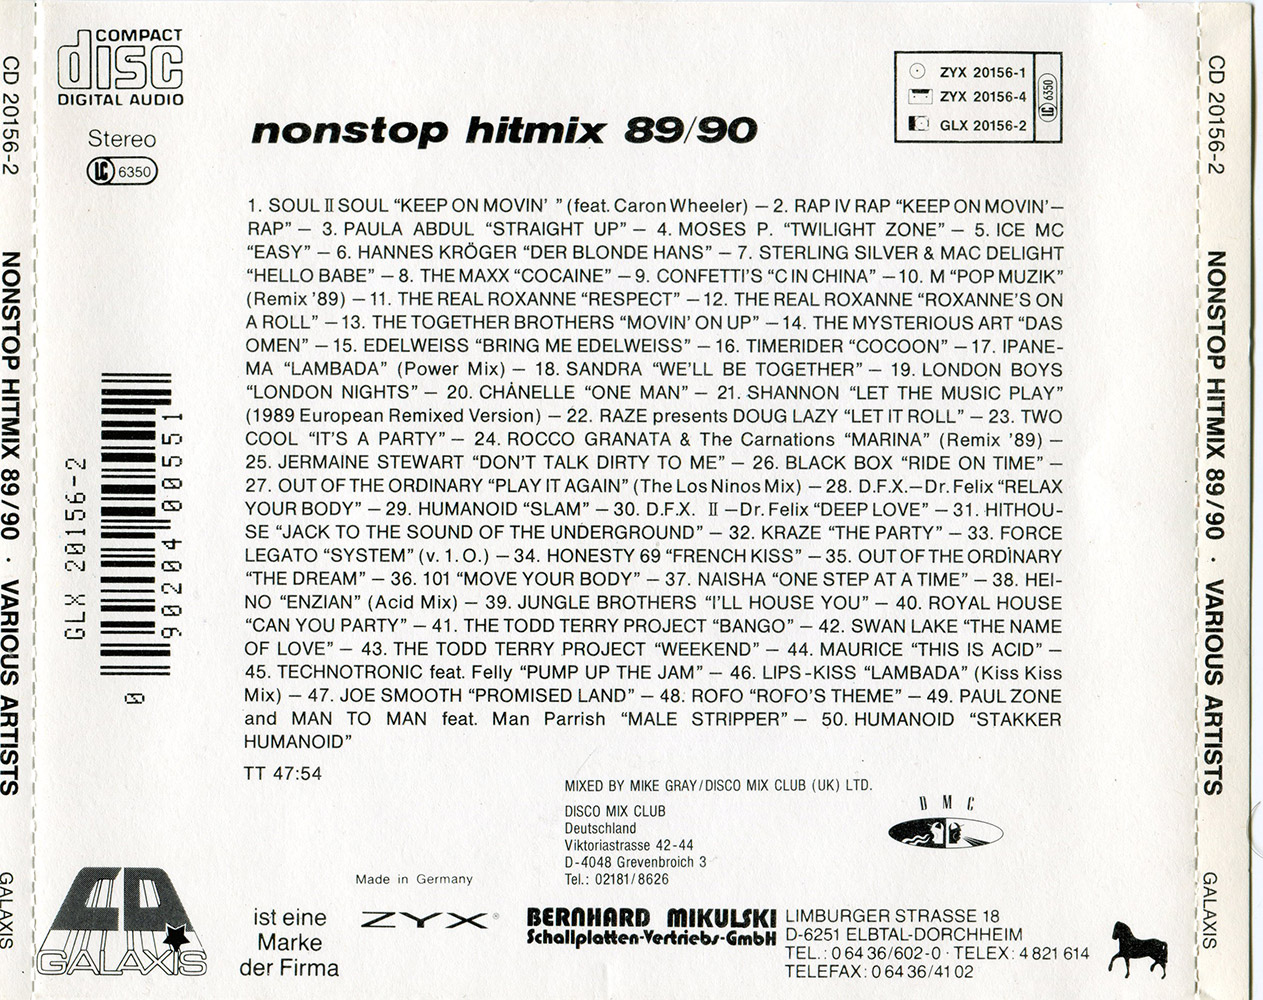 COMPACT
disc
DIGITAL AUDIO
Stereo
LC 6350
ZYX 20156-1
ZYX 20156-4
GLX 20156-2
LC 6350
nonstop hitmix 89/90
1. SOUL II SOUL “KEEP ON MOVIN’ ” (feat. Caron Wheeler) – 2. RAP IV RAP “KEEP ON MOVIN’–
RAP” – 3. PAULA ABDUL “STRAIGHT UP” – 4. MOSES P. “TWILIGHT ZONE” – 5. ICE MC
“EASY” – 6. HANNES KRÖGER “DER BLONDE HANS” – 7. STERLING SILVER & MAC DELIGHT
“HELLO BABE” – 8. THE MAXX “COCAINE” – 9. CONFETTI’S “C IN CHINA” – 10. M “POP MUZIK”
(Remix ’89) – 11. THE REAL ROXANNE “RESPECT” – 12. THE REAL ROXANNE “ROXANNE’S ON
A ROLL” – 13. THE TOGETHER BROTHERS “MOVIN’ ON UP” – 14. THE MYSTERIOUS ART “DAS
OMEN” – 15. EDELWEISS “BRING ME EDELWEISS” – 16. TIMERIDER “COCOON” – 17. IPANE-
MA “LAMBADA” (Power Mix) – 18. SANDRA “WE’LL BE TOGETHER” – 19. LONDON BOYS
“LONDON NIGHTS” – 20. CHÁNELLE “ONE MAN” – 21. SHANNON “LET THE MUSIC PLAY”
(1989 European Remixed Version) – 22. RAZE presents DOUG LAZY “LET IT ROLL” – 23. TWO
COOL “IT’S A PARTY” – 24. ROCCO GRANATA & The Carnations “MARINA” (Remix ’89) –
25. JERMAINE STEWART “DON’T TALK DIRTY TO ME” – 26. BLACK BOX “RIDE ON TIME” –
27. OUT OF THE ORDINARY “PLAY IT AGAIN” (The Los Ninos Mix) – 28. D.F.X.–Dr. Felix “RELAX
YOUR BODY” – 29. HUMANOID “SLAM” – 30. D.F.X. II –Dr. Felix “DEEP LOVE” – 31. HITHOU-
SE “JACK TO THE SOUND OF THE UNDERGROUND” – 32. KRAZE “THE PARTY” – 33. FORCE
LEGATO “SYSTEM” (v. 1. O.) – 34. HONESTY 69 “FRENCH KISS” – 35. OUT OF THE ORDINARY
“THE DREAM” – 36. 101 “MOVE YOUR BODY” – 37. NAISHA “ONE STEP AT A TIME” – 38. HEI-
NO “ENZIAN” (Acid Mix) – 39. JUNGLE BROTHERS “I’LL HOUSE YOU” – 40. ROYAL HOUSE
“CAN YOU PARTY” – 41. THE TODD TERRY PROJECT “BANGO” – 42. SWAN LAKE “THE NAME
OF LOVE” – 43. THE TODD TERRY PROJECT “WEEKEND” – 44. MAURICE “THIS IS ACID” –
45. TECHNOTRONIC feat. Felly “PUMP UP THE JAM” – 46. LIPS-KISS “LAMBADA” (Kiss Kiss
Mix) – 47. JOE SMOOTH “PROMISED LAND” – 48. ROFO “ROFO’S THEME” – 49. PAUL ZONE
and MAN TO MAN feat. Man Parrish “MALE STRIPPER” – 50. HUMANOID “STAKKER
HUMANOID”
TT 47:54
MIXED BY MIKE GRAY/DISCO MIX CLUB (UK) LTD.
DISCO MIX CLUB
Deutschland
Viktoriastrasse 42-44
D-4048 Grevenbroich 3
Tel.: 02181/8626
DMC
Made in Germany
CD
GALAXIS
ist eine
Marke
der Firma
ZYX®
BERNHARD MIKULSKI
Schallplatten-Vertriebs-GmbH
LIMBURGER STRASSE 18
D-6251 ELBTAL-DORCHHEIM
TEL.: 0 64 36/602-0 · TELEX: 4 821 614
TELEFAX: 0 64 36/41 02
GLX 20156-2
0 90204 00551
CD 20156-2 NONSTOP HITMIX 89/90 · VARIOUS ARTISTS GALAXIS
CD 20156-2 NONSTOP HITMIX 89/90 · VARIOUS ARTISTS GALAXIS